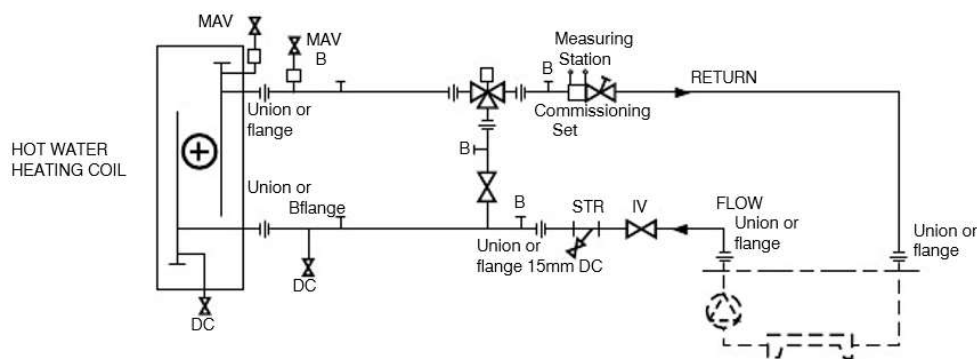 MAV
MAV
B
Measuring
Station
B
RETURN
Union or
flange
Commissioning
Set
HOT WATER
HEATING COIL
B
Union or
Bflange
B
STR
IV
FLOW
Union or
flange
Union or
flange
Union or
flange 15mm DC
DC
DC